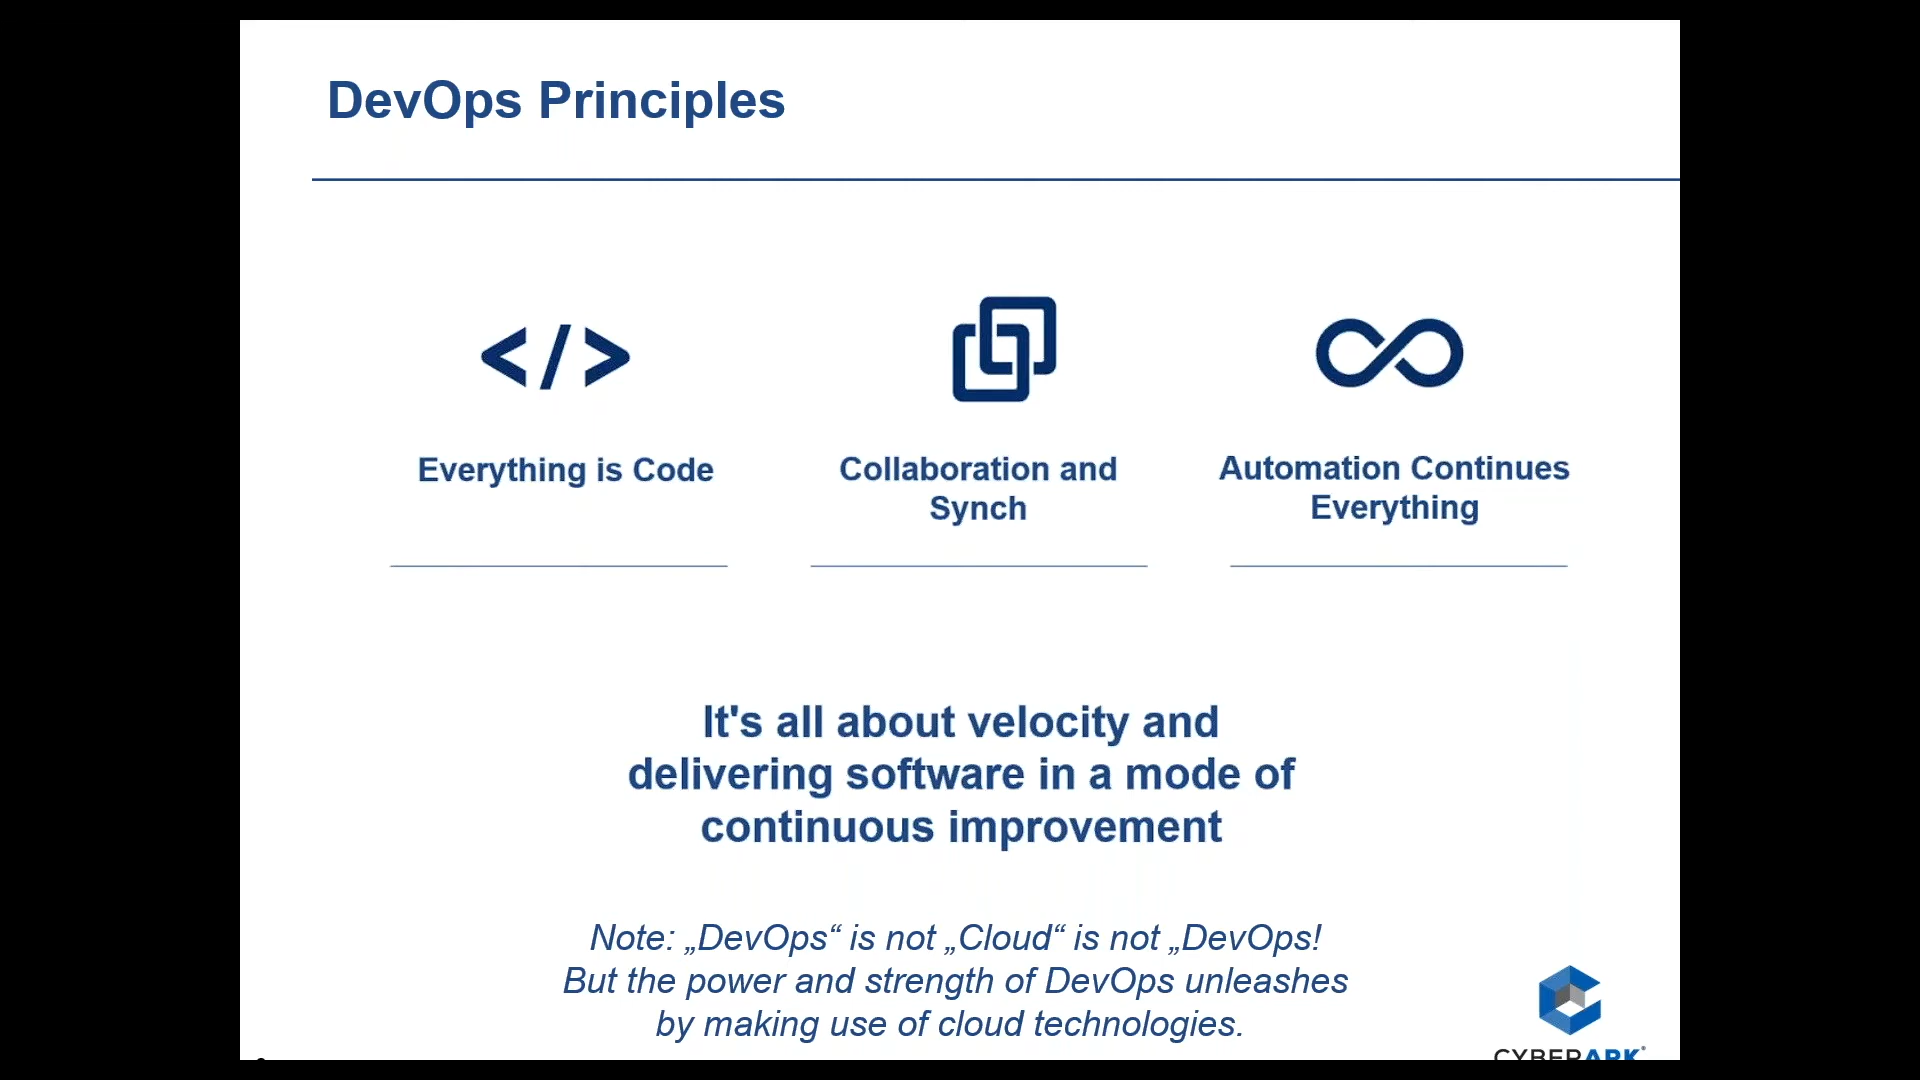 DevOps Principles
</>
Everything is Code
Collaboration and
Synch
Automation Continues
Everything
It's all about velocity and
delivering software in a mode of
continuous improvement
Note: „DevOps“ is not „Cloud“ is not „DevOps!
But the power and strength of DevOps unleashes
by making use of cloud technologies.
CYBERARK®